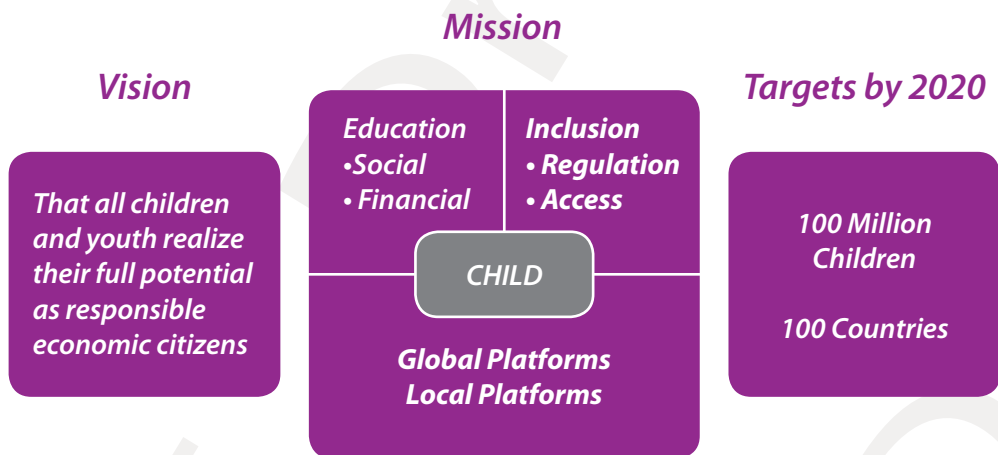 Mission
Vision
Targets by 2020
That all children
and youth realize
their full potential
as responsible
economic citizens
Education
•Social
• Financial
Inclusion
• Regulation
• Access
CHILD
Global Platforms
Local Platforms
100 Million
Children
100 Countries